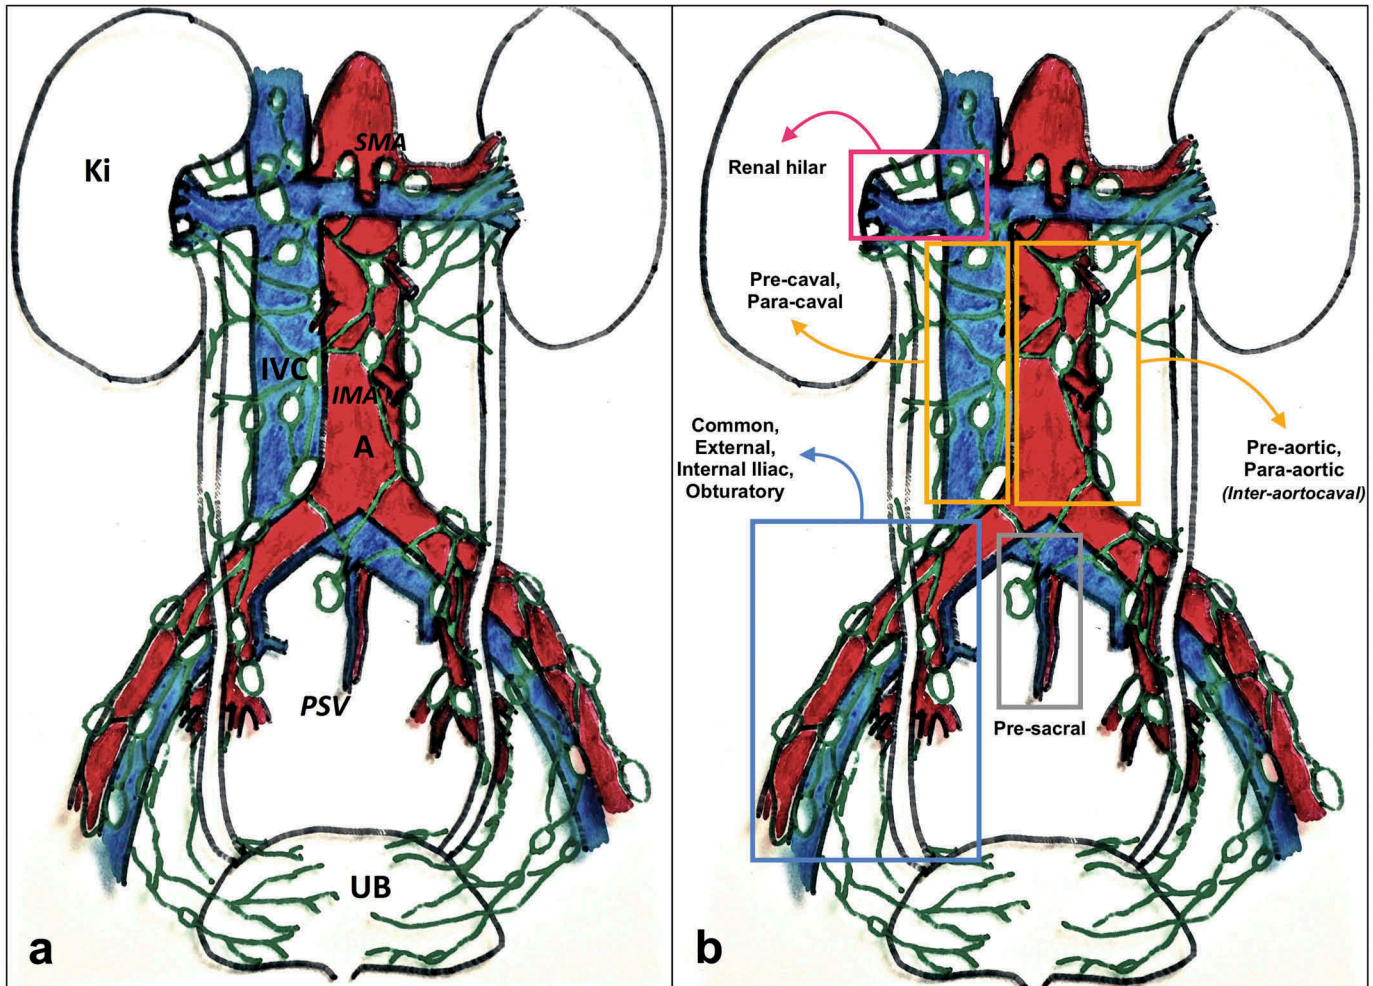 Ki
SMA
IVC
IMA
A
PSV
UB
a
Renal hilar
Pre-caval,
Para-caval
Common,
External,
Internal Iliac,
Obturatory
Pre-aortic,
Para-aortic
(Inter-aortocaval)
Pre-sacral
b